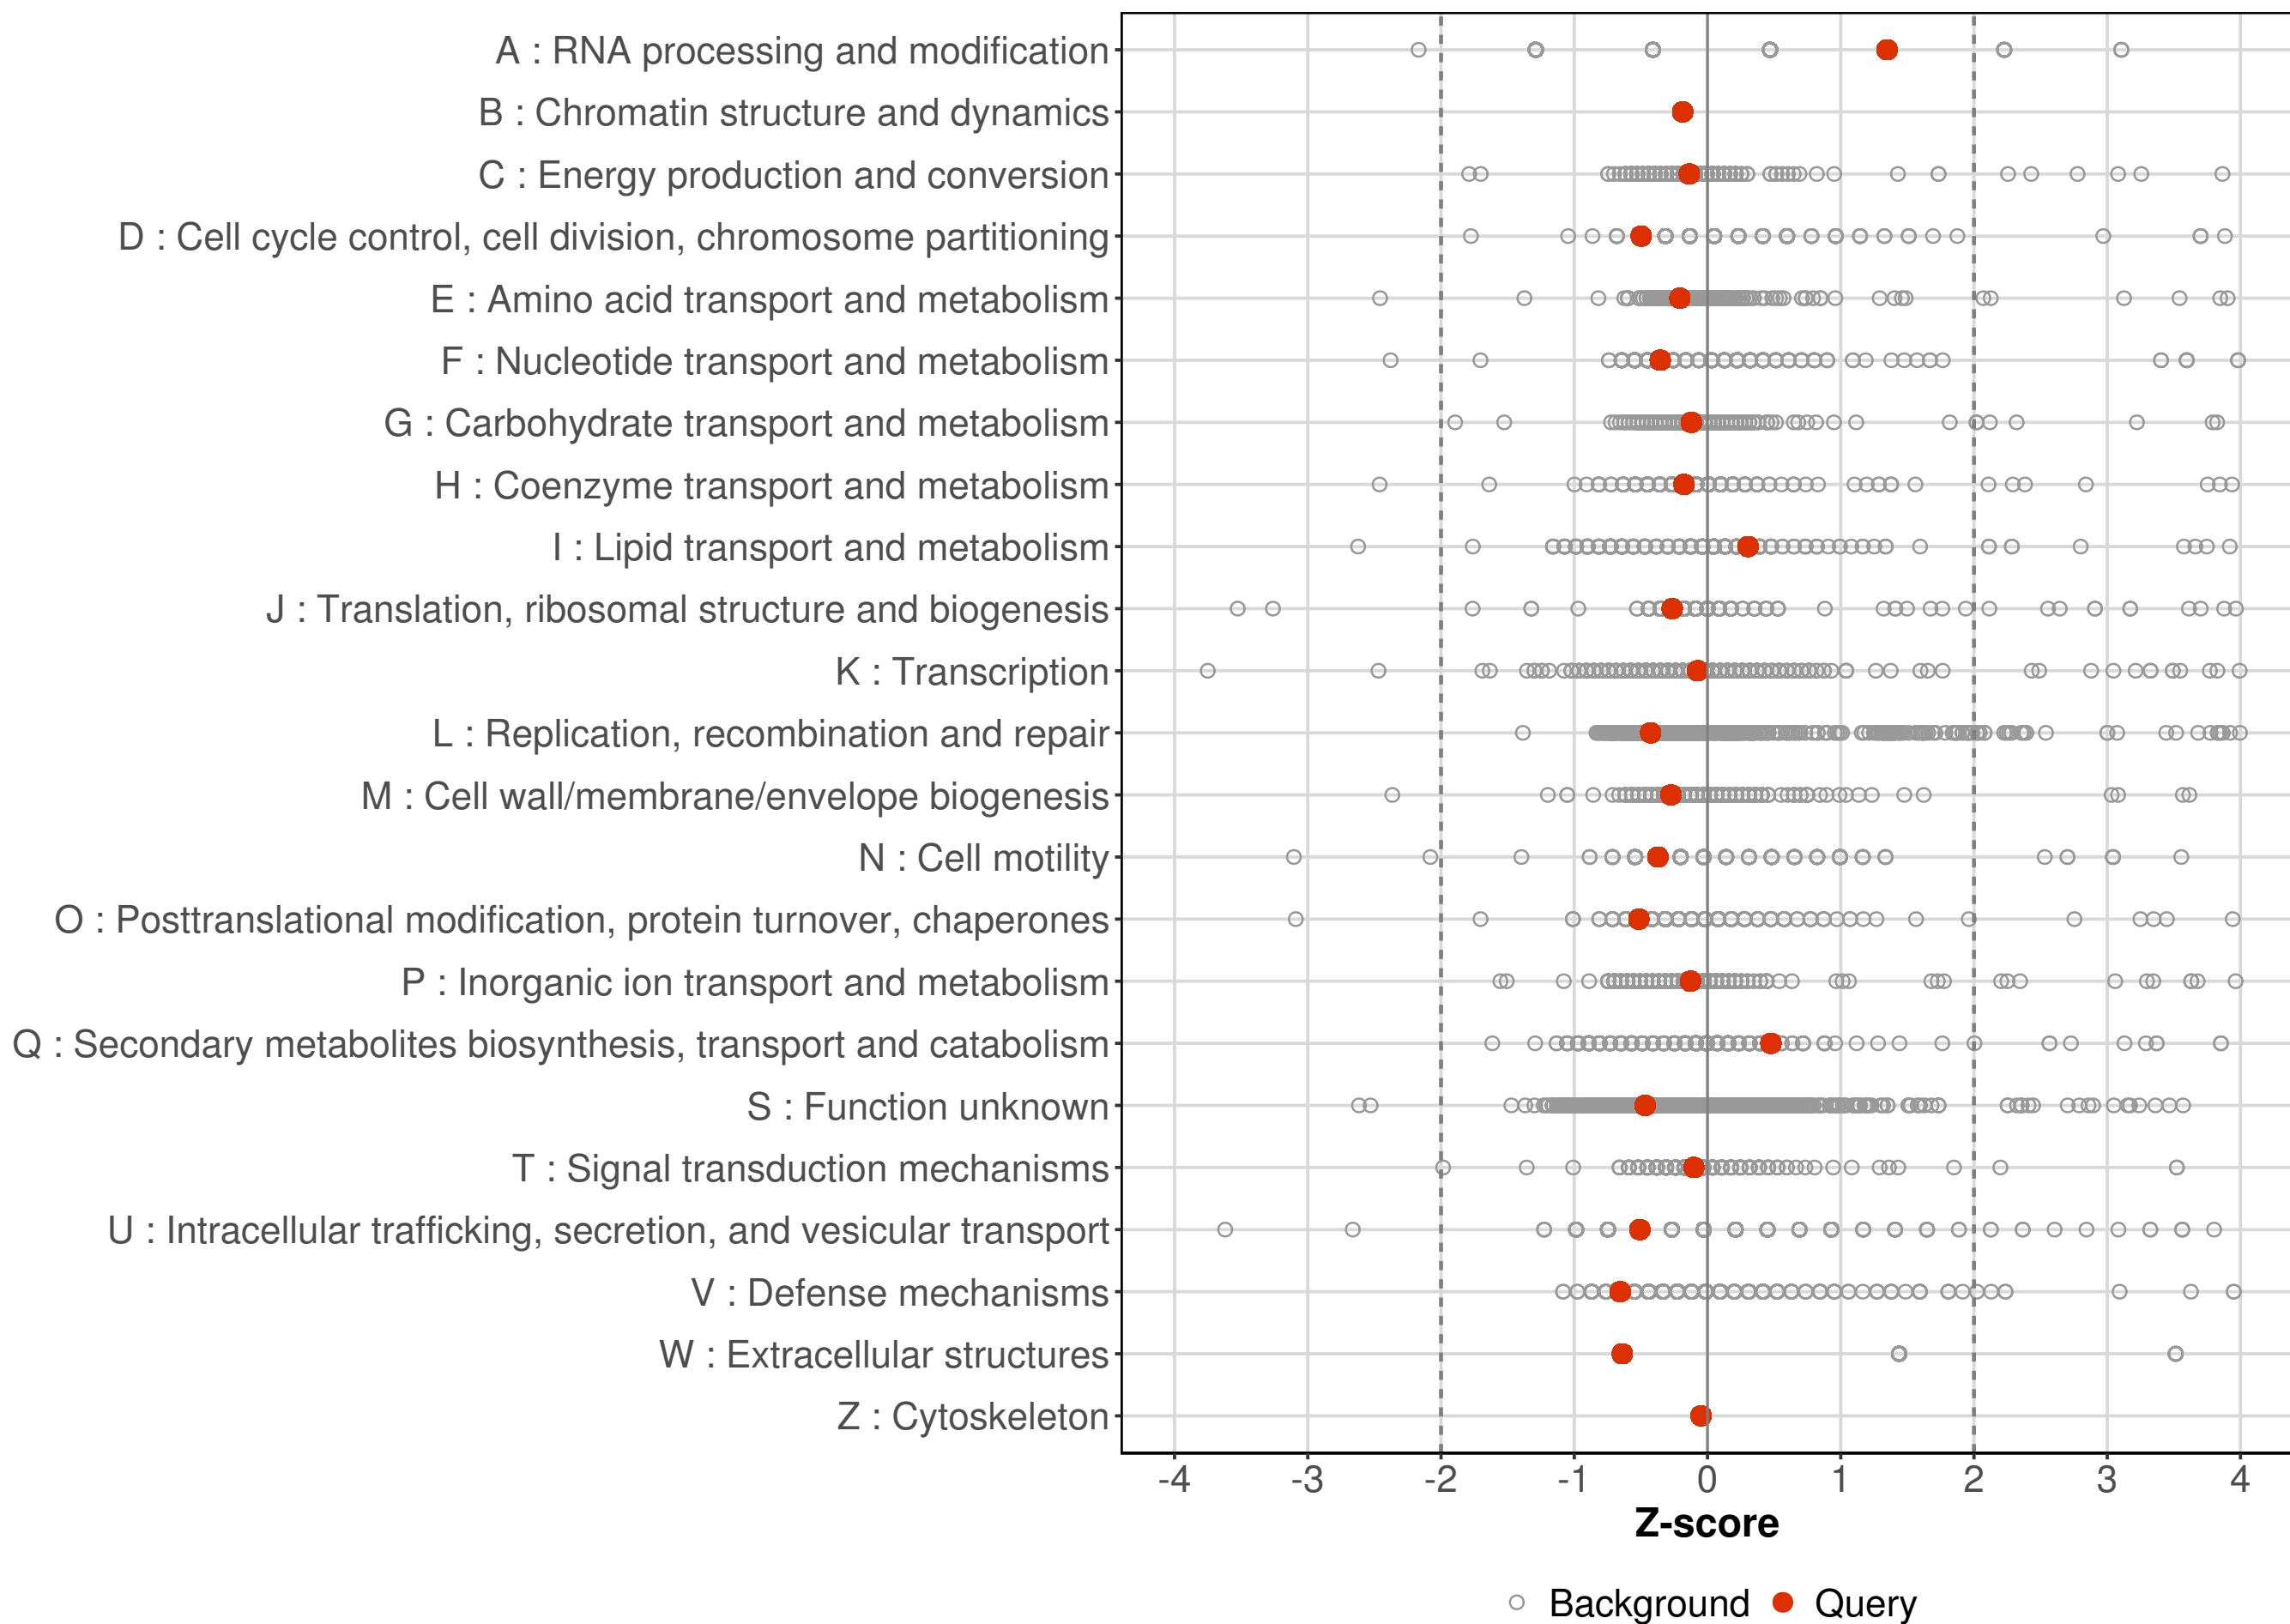 A : RNA processing and modification
B : Chromatin structure and dynamics
C : Energy production and conversion
D : Cell cycle control, cell division, chromosome partitioning
E : Amino acid transport and metabolism
F : Nucleotide transport and metabolism
G : Carbohydrate transport and metabolism
H : Coenzyme transport and metabolism
I : Lipid transport and metabolism
J : Translation, ribosomal structure and biogenesis
K : Transcription
L : Replication, recombination and repair
M : Cell wall/membrane/envelope biogenesis
N : Cell motility
O : Posttranslational modification, protein turnover, chaperones
P : Inorganic ion transport and metabolism
Q : Secondary metabolites biosynthesis, transport and catabolism
S : Function unknown
T : Signal transduction mechanisms
U : Intracellular trafficking, secretion, and vesicular transport
V : Defense mechanisms
W : Extracellular structures
Z : Cytoskeleton
-4 -3 -2 -1 0 1 2 3 4
Z-score
Background Query